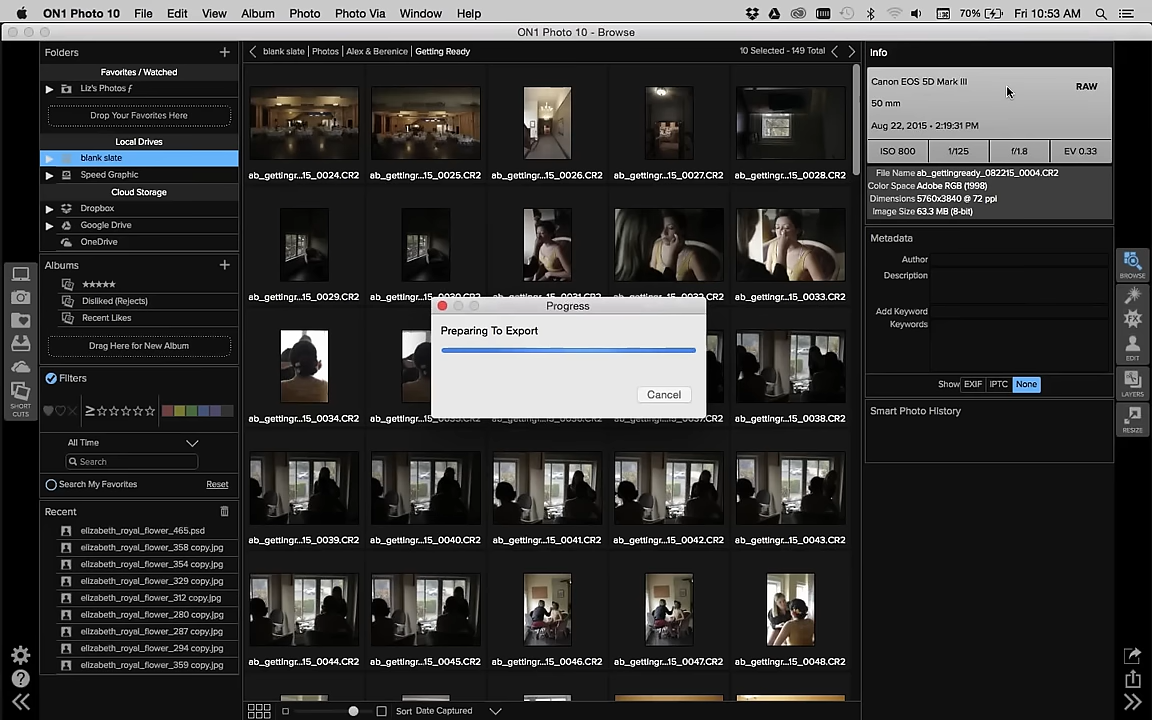 ONE1 Photo 10 File Edit View Album Photo Photo Via Window Help 70% Fri 10:53 AM
ON1 Photo 10 - Browse
Folders
Favorites / Watched
Liz's Photos ƒ
Drop Your Favorites Here
Local Drives
blank slate
Speed Graphic
Cloud Storage
Dropbox
Google Drive
OneDrive
Albums
Disliked (Rejects)
Recent Likes
Drag Here for New Album
Filters
All Time
Search
Search My Favorites Reset
Recent
elizabeth_royal_flower_465.psd
elizabeth_royal_flower_358 copy.jpg
elizabeth_royal_flower_354 copy.jpg
elizabeth_royal_flower_329 copy.jpg
elizabeth_royal_flower_312 copy.jpg
elizabeth_royal_flower_280 copy.jpg
elizabeth_royal_flower_287 copy.jpg
elizabeth_royal_flower_294 copy.jpg
elizabeth_royal_flower_359 copy.jpg
SHORT
CUTS
blank slate Photos Alex & Berenice Getting Ready 10 Selected - 149 Total
ab_gettingr...15_0024.CR2 ab_gettingr...15_0025.CR2 ab_gettingr...15_0026.CR2 ab_gettingr...15_0027.CR2 ab_gettingr...15_0028.CR2
ab_gettingr...15_0029.CR2 ab_gettingr...15_0033.CR2
Progress
Preparing To Export
Cancel
ab_gettingr...15_0034.CR2 ab_gettingr...15_0038.CR2
ab_gettingr...15_0039.CR2 ab_gettingr...15_0040.CR2 ab_gettingr...15_0041.CR2 ab_gettingr...15_0042.CR2 ab_gettingr...15_0043.CR2
ab_gettingr...15_0044.CR2 ab_gettingr...15_0045.CR2 ab_gettingr...15_0046.CR2 ab_gettingr...15_0047.CR2 ab_gettingr...15_0048.CR2
Sort Date Captured
Info
Canon EOS 5D Mark III RAW
50 mm
Aug 22, 2015 • 2:19:31 PM
ISO 800 1/125 f/1.8 EV 0.33
File Name ab_gettingready_082215_0004.CR2
Color Space Adobe RGB (1998)
Dimensions 5760x3840 @ 72 ppi
Image Size 63.3 MB (8-bit)
Metadata
Author
Description
Add Keyword
Keywords
Show EXIF IPTC None
Smart Photo History
BROWSE
FX
EDIT
LAYERS
RESIZE